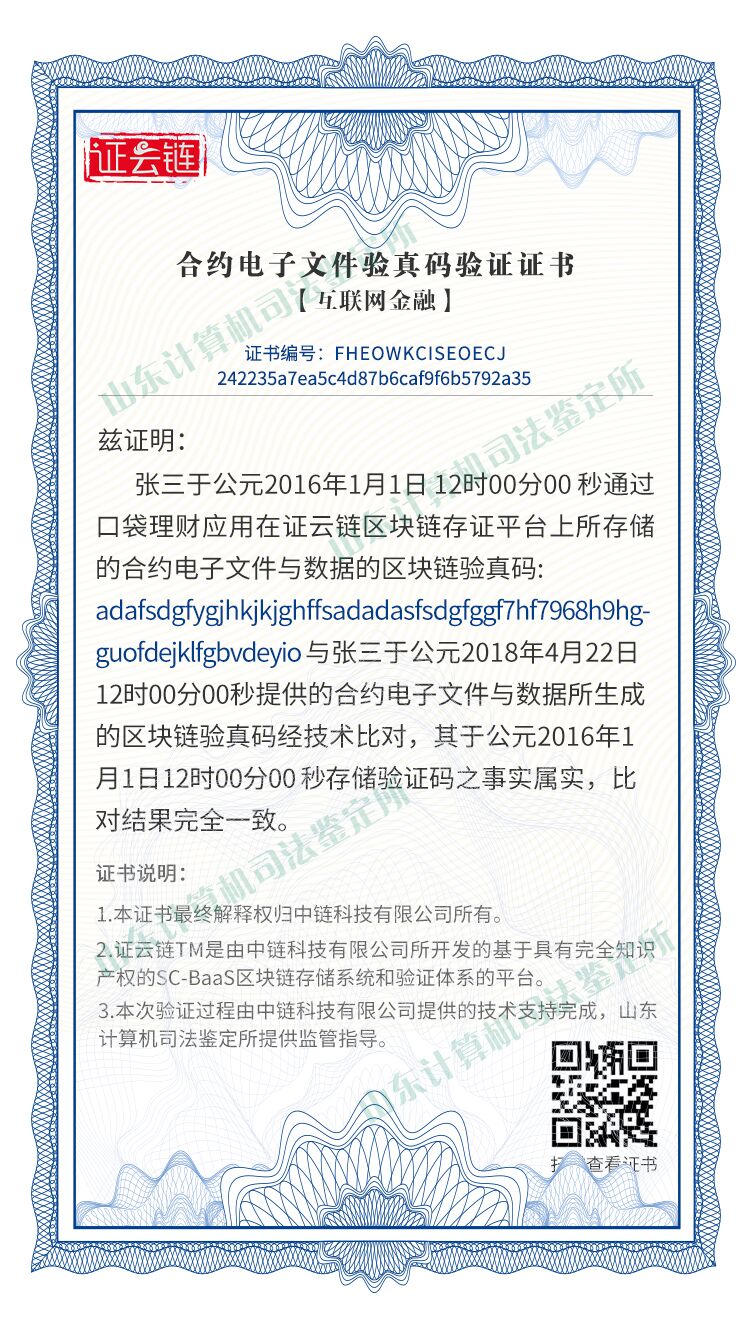 证云链
合约电子文件验真码验证证书
【互联网金融】
证书编号：FHEOWKCISEOECJ
242235a7ea5c4d87b6caf9f6b5792a35
兹证明：
张三于公元2016年1月1日 12时00分00 秒通过
口袋理财应用在证云链区块链存证平台上所存储
的合约电子文件与数据的区块链验真码:
adafsdgfygjhkjkjghffsadadasfsdgfggf7hf7968h9hg-
guofdejklfgbvdeyio 与张三于公元2018年4月22日
12时00分00秒提供的合约电子文件与数据所生成
的区块链验真码经技术比对，其于公元2016年1
月1日12时00分00 秒存储验证码之事实属实，比
对结果完全一致。
证书说明：
1.本证书最终解释权归中链科技有限公司所有。
2.证云链TM是由中链科技有限公司所开发的基于具有完全知识
产权的SC-BaaS区块链存储系统和验证体系的平台。
3.本次验证过程由中链科技有限公司提供的技术支持完成，山东
计算机司法鉴定所提供监管指导。
查看证书
山东计算机司法鉴定所
山东计算机司法鉴定所
山东计算机司法鉴定所
山东计算机司法鉴定所